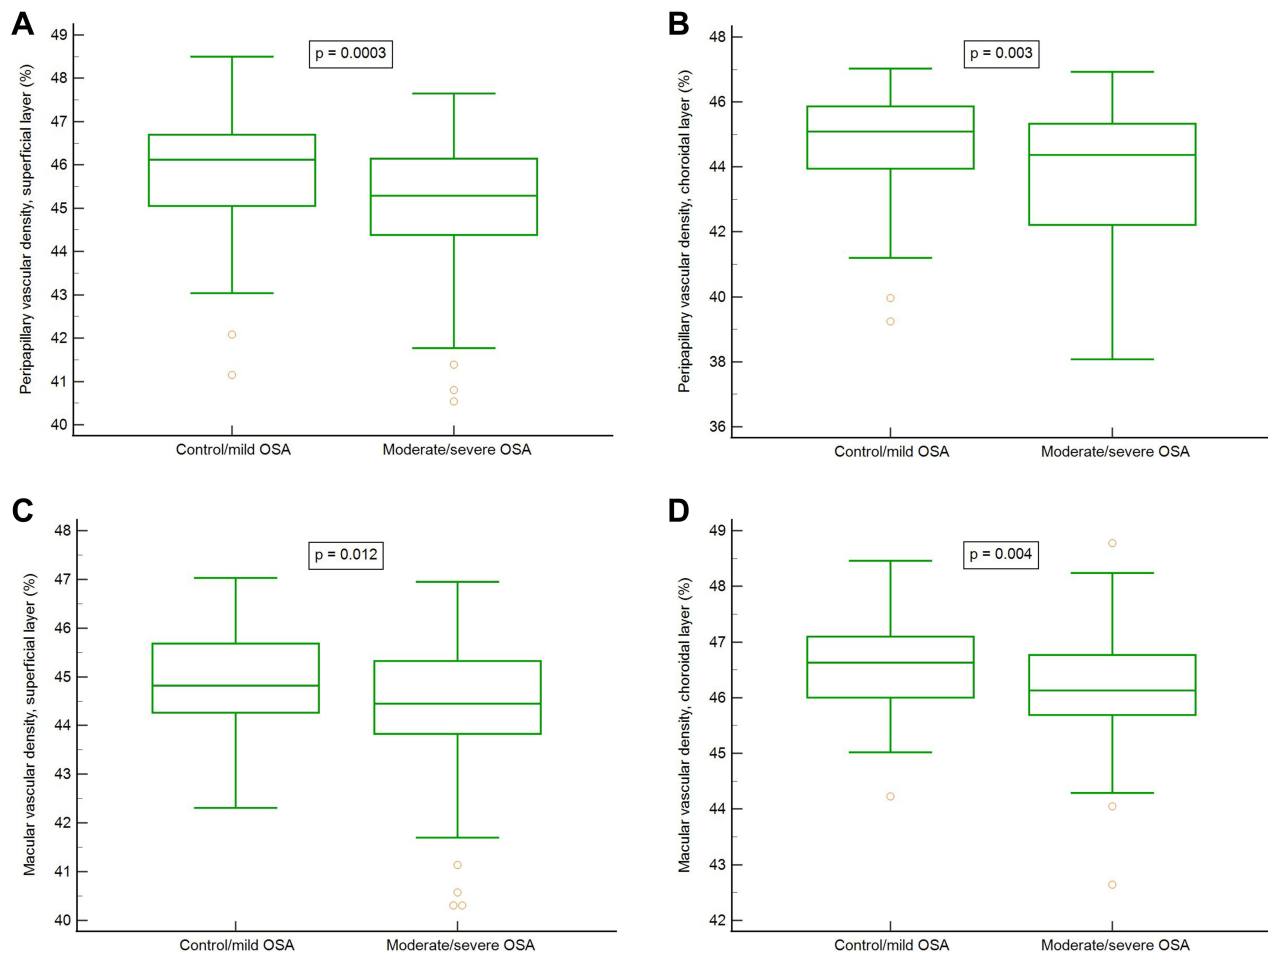 A
Peripapillary vascular density, superficial layer (%)
49
48
47
46
45
44
43
42
41
40
p = 0.0003
Control/mild OSA
Moderate/severe OSA
B
Peripapillary vascular density, choroidal layer (%)
48
46
44
42
40
38
36
p = 0.003
Control/mild OSA
Moderate/severe OSA
C
Macular vascular density, superficial layer (%)
48
47
46
45
44
43
42
41
40
p = 0.012
Control/mild OSA
Moderate/severe OSA
D
Macular vascular density, choroidal layer (%)
49
48
47
46
45
44
43
42
p = 0.004
Control/mild OSA
Moderate/severe OSA